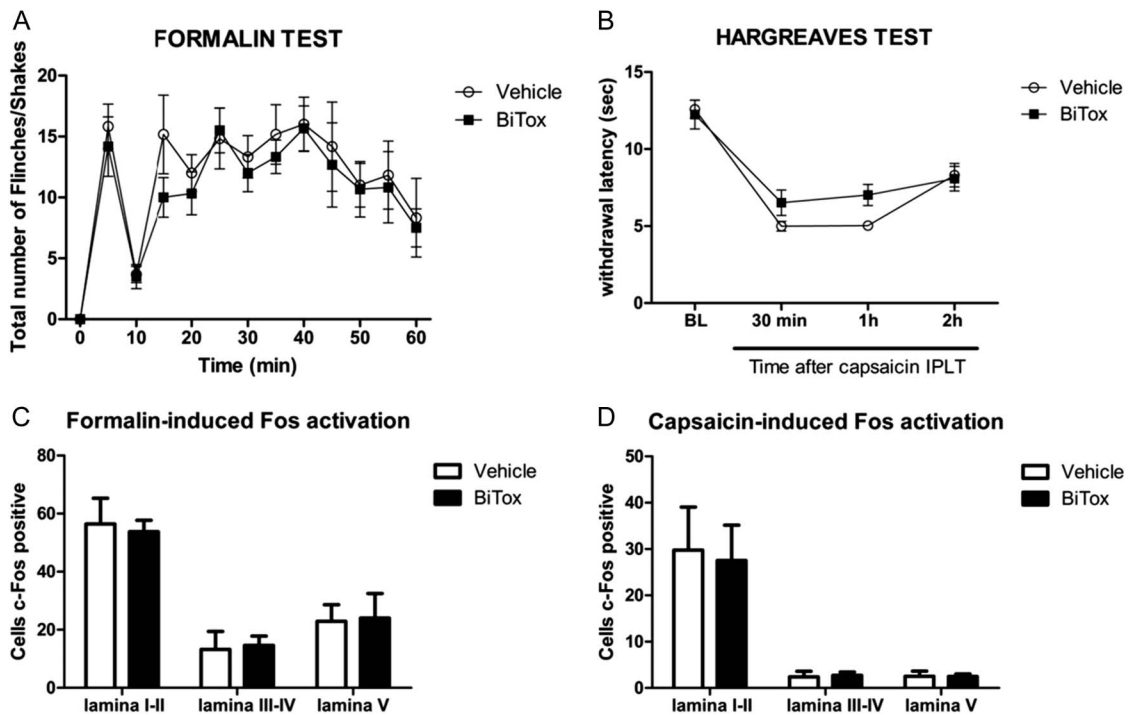 A
FORMALIN TEST
Total number of Flinches/Shakes
20
15
10
5
0
0 10 20 30 40 50 60
Time (min)
Vehicle
BiTox
B
HARGREAVES TEST
withdrawal latency (sec)
15
10
5
0
BL 30 min 1h 2h
Time after capsaicin IPLT
Vehicle
BiTox
C
Formalin-induced Fos activation
Cells c-Fos positive
80
60
40
20
0
lamina I-II lamina III-IV lamina V
Vehicle
BiTox
D
Capsaicin-induced Fos activation
Cells c-Fos positive
50
40
30
20
10
0
lamina I-II lamina III-IV lamina V
Vehicle
BiTox